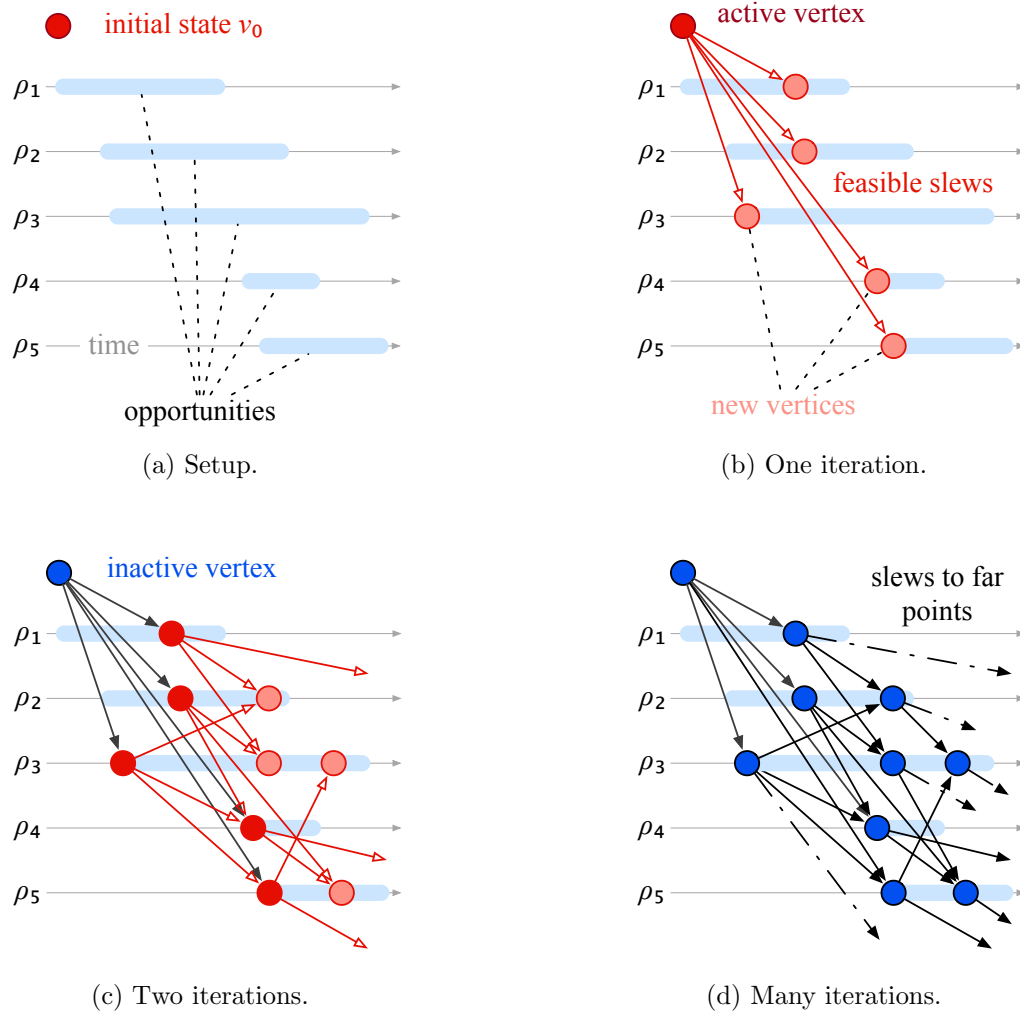 initial state v₀
ρ₁
ρ₂
ρ₃
ρ₄
ρ₅
time
opportunities
(a) Setup.
active vertex
ρ₁
ρ₂
feasible slews
ρ₃
ρ₄
ρ₅
new vertices
(b) One iteration.
inactive vertex
ρ₁
ρ₂
ρ₃
ρ₄
ρ₅
(c) Two iterations.
slews to far
points
ρ₁
ρ₂
ρ₃
ρ₄
ρ₅
(d) Many iterations.